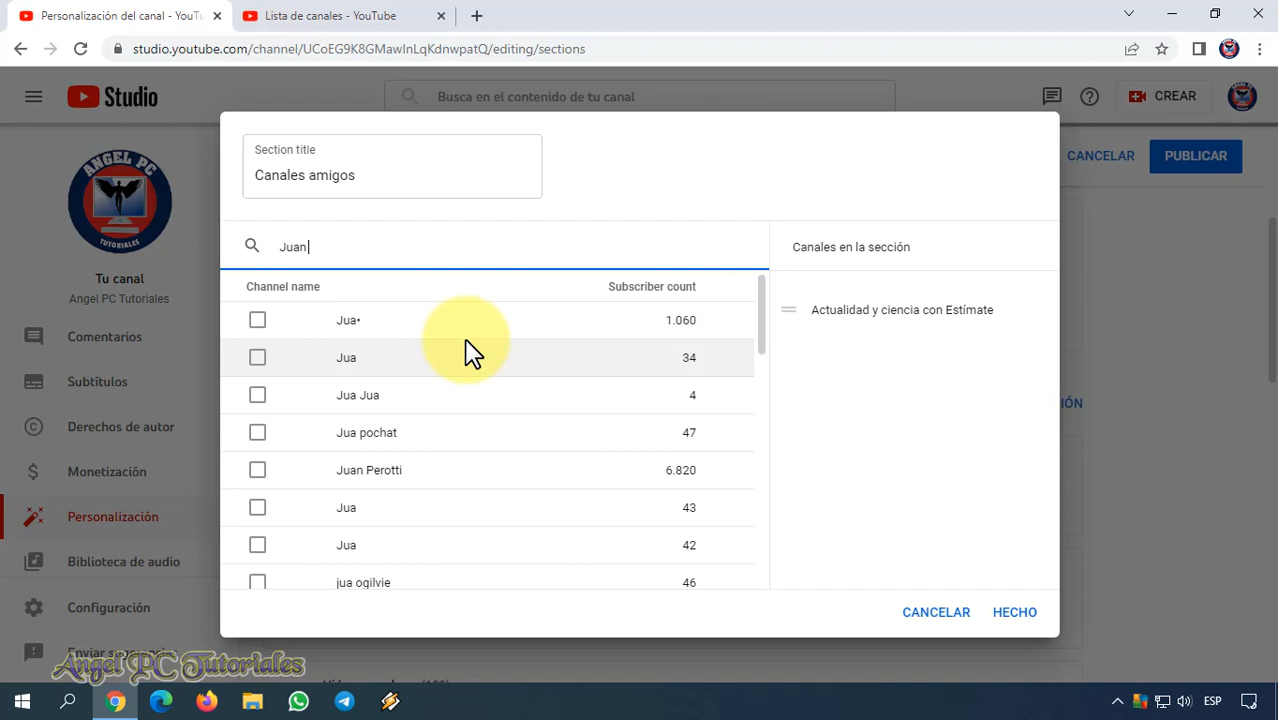 Personalización del canal - YouTu
Lista de canales - YouTube
studio.youtube.com/channel/UCoEG9K8GMawInLqKdnwpatQ/editing/sections
Studio
Busca en el contenido de tu canal
CREAR
ANGEL PC
TUTORIALES
Tu canal
Angel PC Tutoriales
Comentarios
Subtítulos
Derechos de autor
Monetización
Personalización
Biblioteca de audio
Configuración
Enviar sugerencias
CANCELAR
PUBLICAR
Section title
Canales amigos
Juan
Canales en la sección
Channel name
Subscriber count
Jua•
1.060
Actualidad y ciencia con Estímate
Jua
34
Jua Jua
4
Jua pochat
47
Juan Perotti
6.820
Jua
43
Jua
42
jua ogilvie
46
CANCELAR
HECHO
Angel PC Tutoriales
ESP